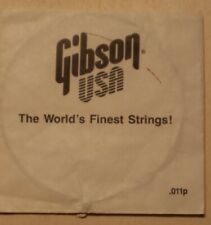 Gibson®
USA
The World's Finest Strings!
.011p